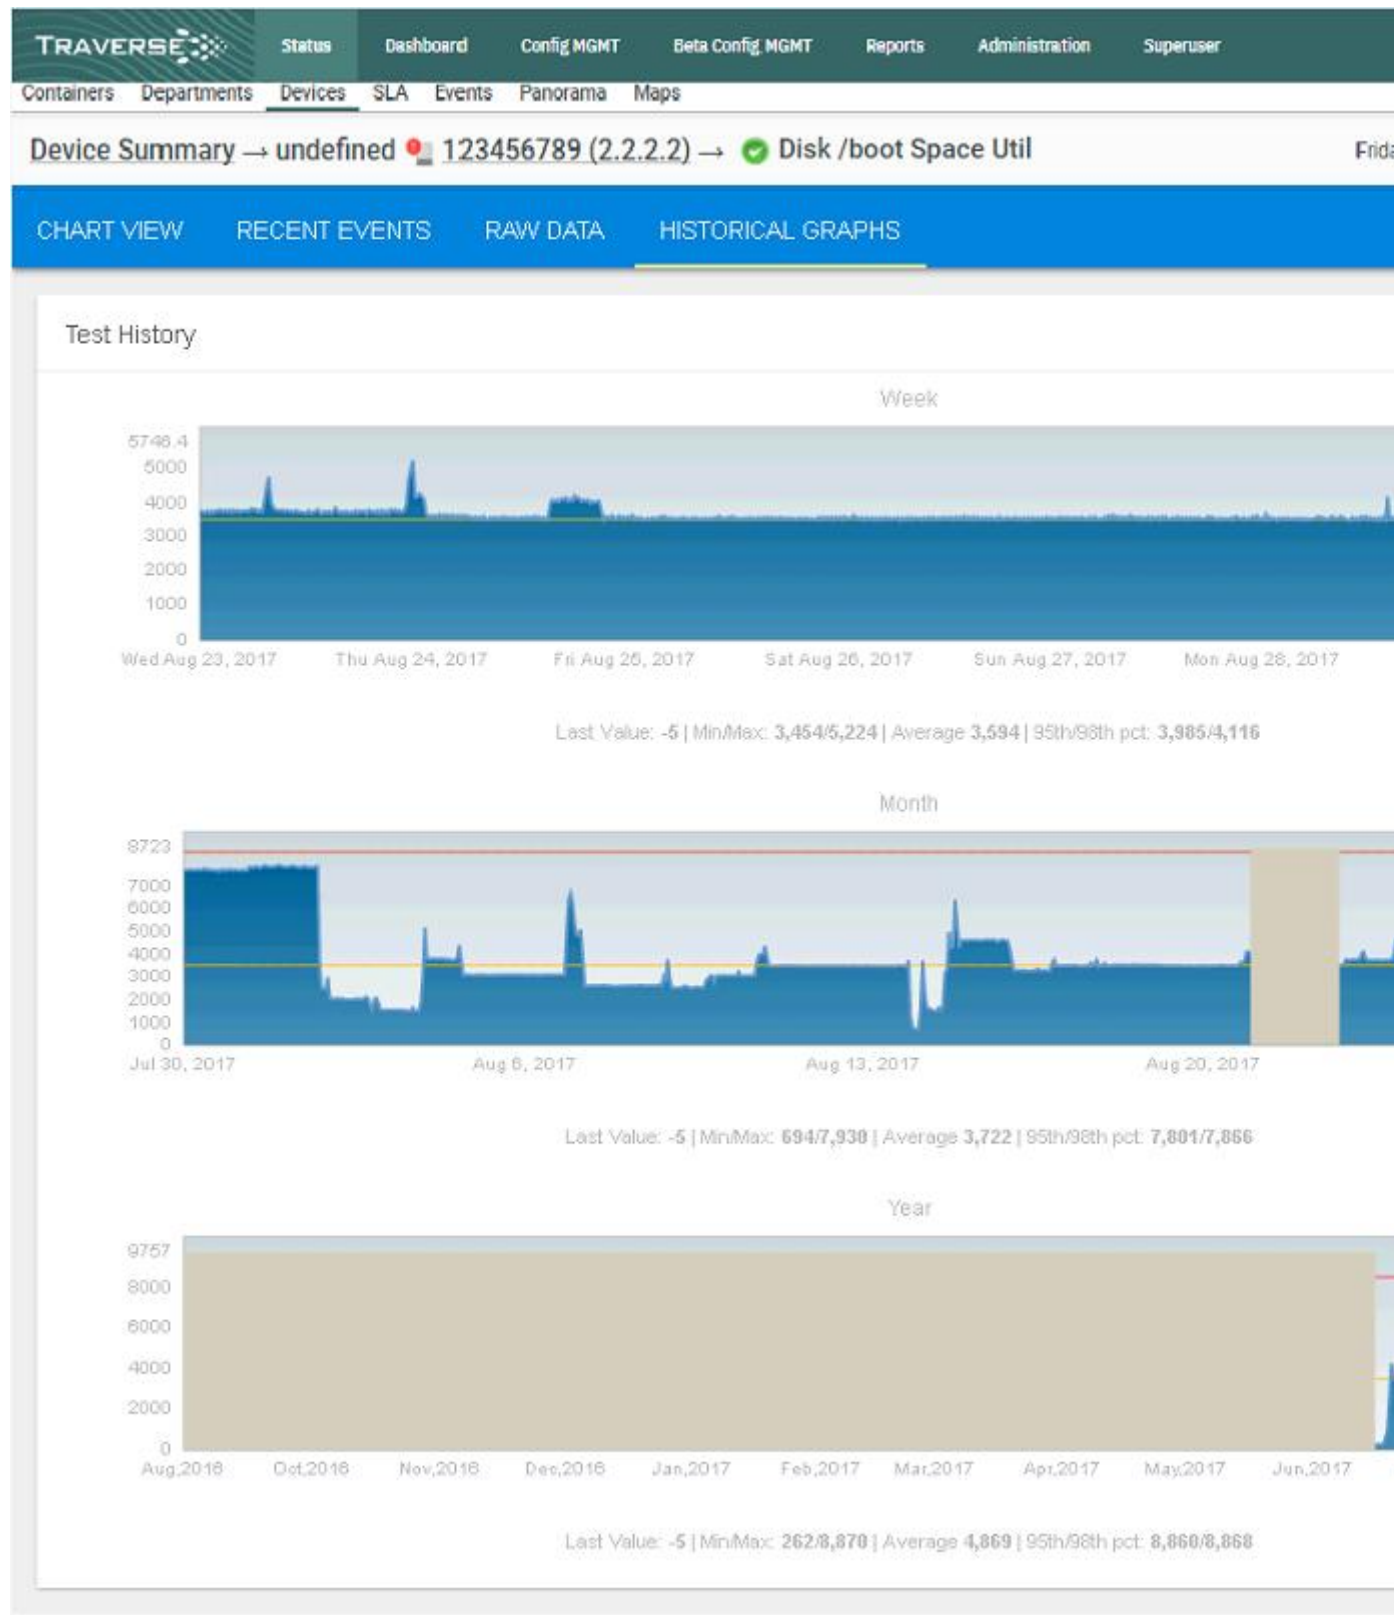 TRAVERSE Status Dashboard Config MGMT Beta Config MGMT Reports Administration Superuser
Containers Departments Devices SLA Events Panorama Maps
Device Summary → undefined 123456789 (2.2.2.2) → Disk /boot Space Util Frida
CHART VIEW RECENT EVENTS RAW DATA HISTORICAL GRAPHS
Test History
Week
5746.4
5000
4000
3000
2000
1000
0
Wed Aug 23, 2017 Thu Aug 24, 2017 Fri Aug 25, 2017 Sat Aug 26, 2017 Sun Aug 27, 2017 Mon Aug 28, 2017
Last Value: -5 | Min/Max: 3,454/5,224 | Average 3,594 | 95th/98th pct: 3,985/4,116
Month
8723
7000
6000
5000
4000
3000
2000
1000
0
Jul 30, 2017 Aug 6, 2017 Aug 13, 2017 Aug 20, 2017
Last Value: -5 | Min/Max: 694/7,930 | Average 3,722 | 95th/98th pct: 7,801/7,866
Year
9757
8000
6000
4000
2000
0
Aug,2016 Oct,2016 Nov,2016 Dec,2016 Jan,2017 Feb,2017 Mar,2017 Apr,2017 May,2017 Jun,2017
Last Value: -5 | Min/Max: 262/8,870 | Average 4,869 | 95th/98th pct: 8,860/8,868